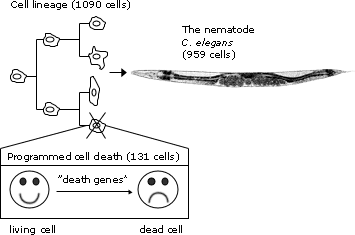 Cell lineage (1090 cells)
The nematode
C. elegans
(959 cells)
Programmed cell death (131 cells)
"death genes"
living cell
dead cell